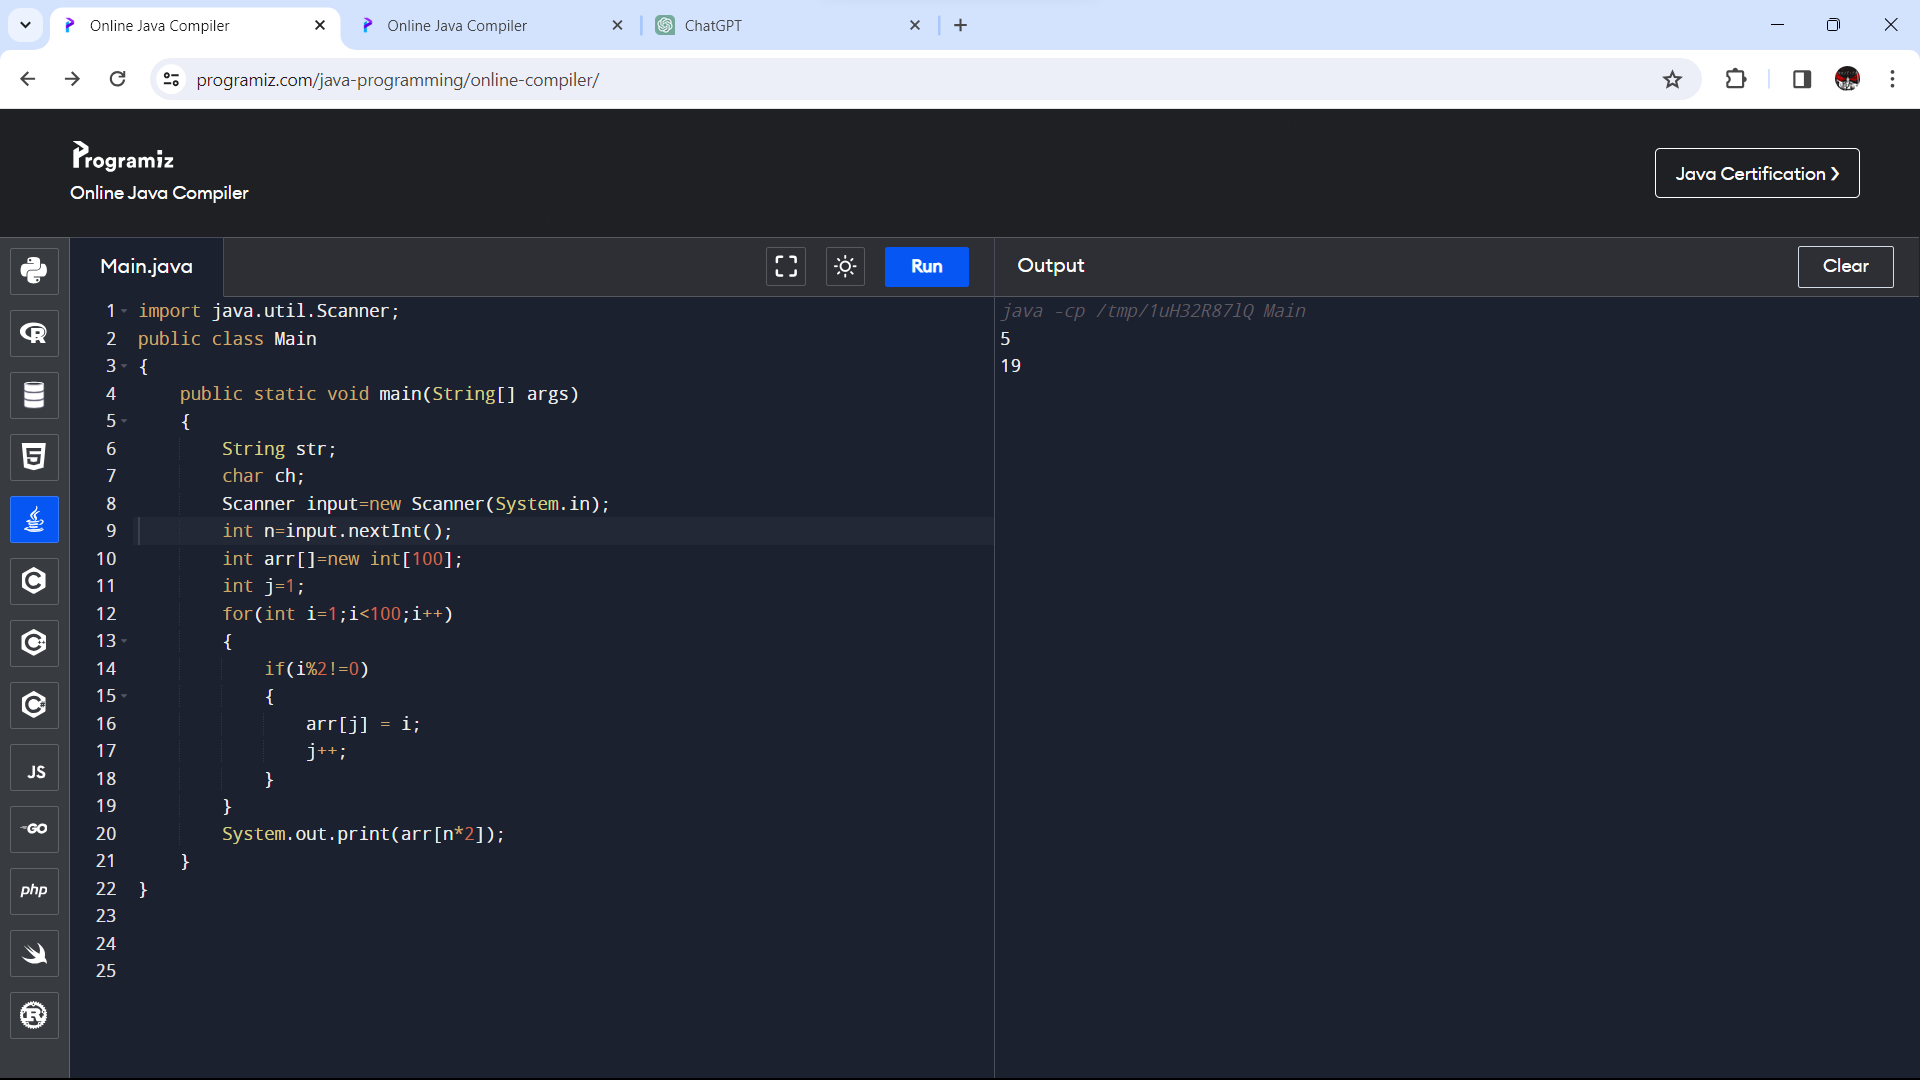 Online Java Compiler
Online Java Compiler
ChatGPT
programiz.com/java-programming/online-compiler/
Programiz
Online Java Compiler
Java Certification ❯
Main.java
Run
Output
Clear
1 import java.util.Scanner;
2 public class Main
3 {
4     public static void main(String[] args)
5     {
6         String str;
7         char ch;
8         Scanner input=new Scanner(System.in);
9         int n=input.nextInt();
10         int arr[]=new int[100];
11         int j=1;
12         for(int i=1;i<100;i++)
13         {
14             if(i%2!=0)
15             {
16                 arr[j] = i;
17                 j++;
18             }
19         }
20         System.out.print(arr[n*2]);
21     }
22 }
23
24
25
java -cp /tmp/1uH32R87lQ Main
5
19
R
5
C
C++
C#
JS
GO
php
R